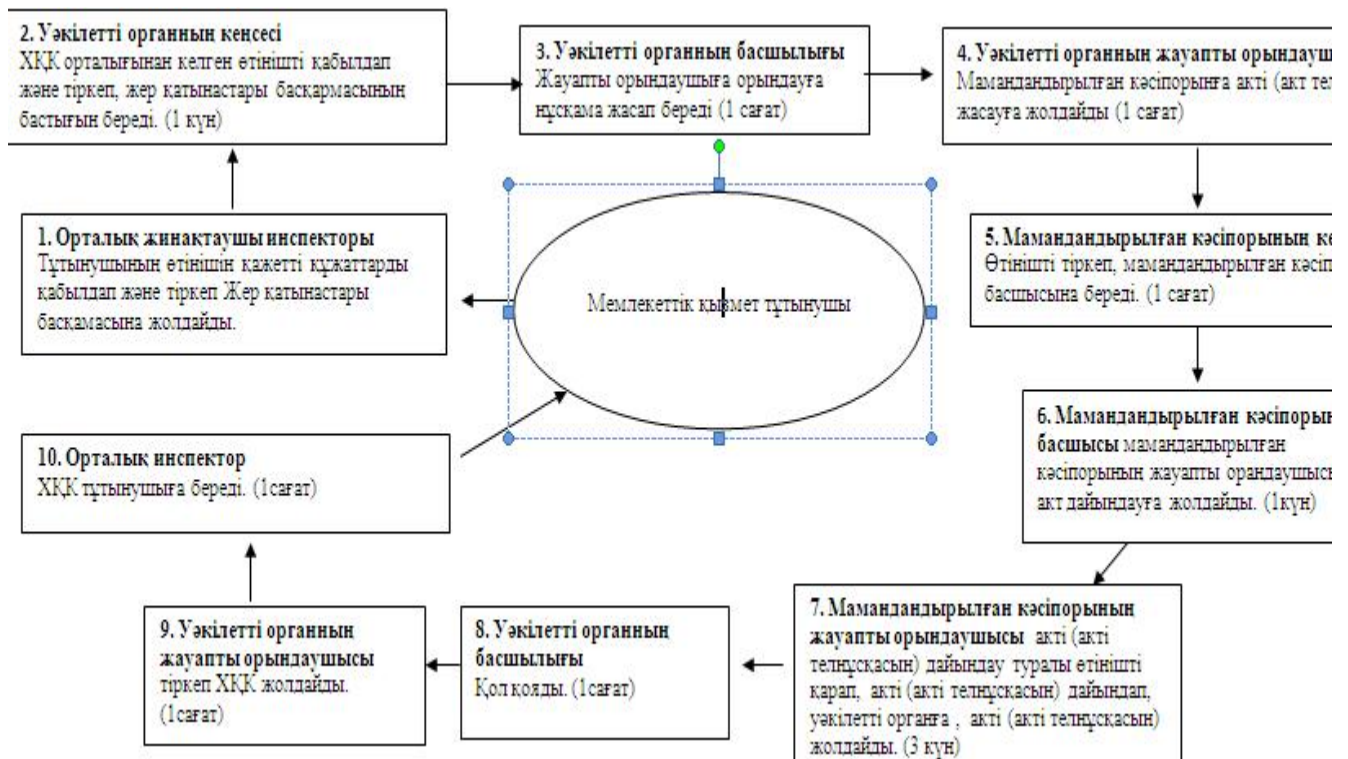 2. Уәкілетті органның кеңсесі
ХҚК орталығынан келген өтінішті қабылдап
және тіркеп, жер қатынастары басқармасының
бастығын береді. (1 күн)
3. Уәкілетті органның басшылығы
Жауапты орындаушыға орындауға
нұсқама жасап береді (1 сағат)
4. Уәкілетті органның жауапты орындауш
Мамандандырылған кәсіпорынға акті (акт тел
жасауға жолдайды (1 сағат)
1. Орталық жинақтаушы инспекторы
Тұтынушының өтінішін қажетті құжаттарды
қабылдап және тіркеп Жер қатынастары
басқамасына жолдайды.
Мемлекеттік қызмет тұтынушы
5. Мамандандырылған кәсіпорының ке
Өтінішті тіркеп, мамандандырылған кәсіп
басшысына береді. (1 сағат)
6. Мамандандырылған кәсіпорын
басшысы мамандандырылған
кәсіпорының жауапты орандаушыс
акт дайындауға жолдайды. (1күн)
10. Орталық инспектор
ХҚК тұтынушыға береді. (1сағат)
9. Уәкілетті органның
жауапты орындаушысы
тіркеп ХҚК жолдайды.
(1сағат)
8. Уәкілетті органның
басшылығы
Қол қояды. (1сағат)
7. Мамандандырылған кәсіпорының
жауапты орындаушысы акті (акті
телнұсқасын) дайындау туралы өтінішті
қарап, акті (акті телнұсқасын) дайындап,
уәкілетті органға , акті (акті телнұсқасын)
жолдайды. (3 күн)